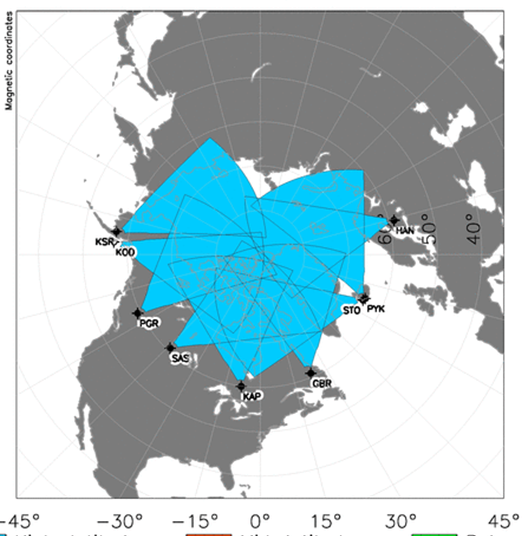 Magnetic coordinates
HAN
60° 50° 40°
KSR
KOD
STO PYK
PGR
SAS
GBR
KAP
-45° -30° -15° 0° 15° 30° 45°